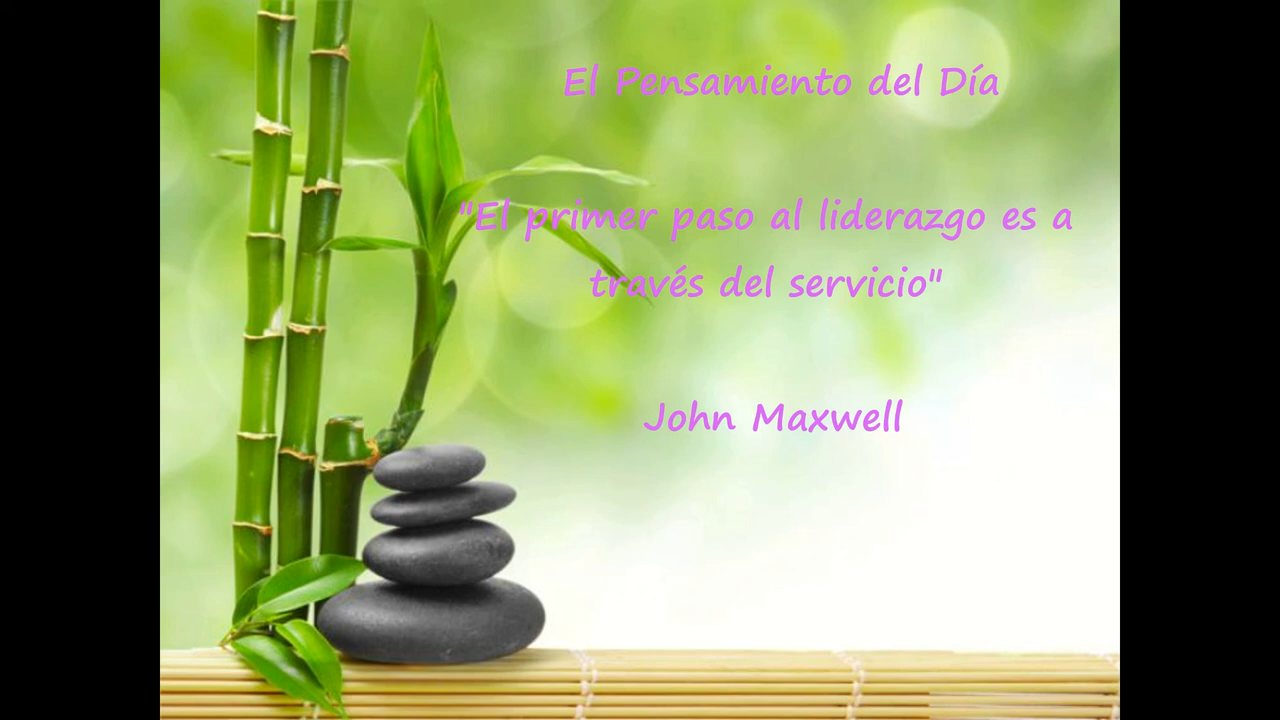 El Pensamiento del Día
"El primer paso al liderazgo es a
través del servicio"
John Maxwell